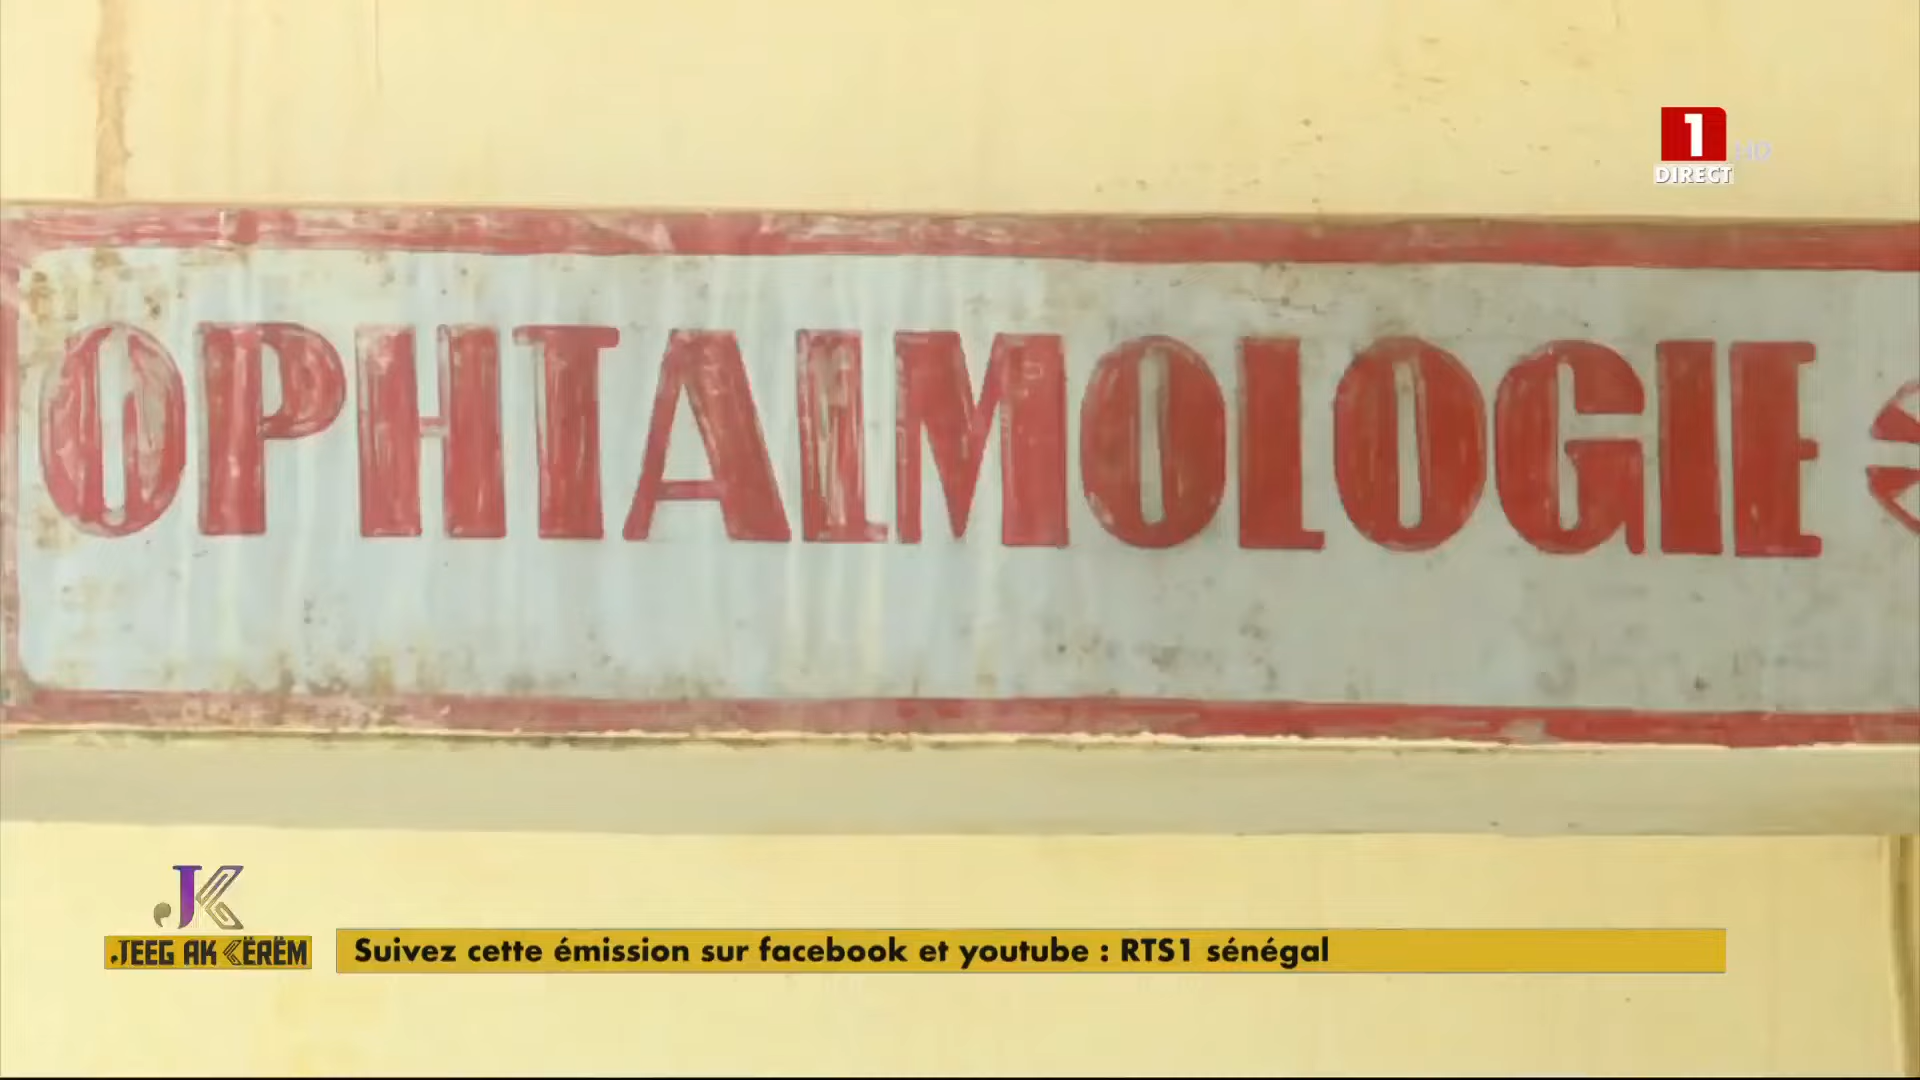 1
HD
DIRECT
OPHTALMOLOGIE
JK
JEEG AK KËRËM
Suivez cette émission sur facebook et youtube : RTS1 sénégal